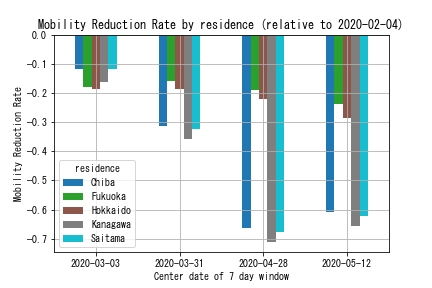 Mobility Reduction Rate by residence (relative to 2020-02-04)
0.0
−0.1
−0.2
−0.3
−0.4
−0.5
−0.6
−0.7
Mobility Reduction Rate
residence
Chiba
Fukuoka
Hokkaido
Kanagawa
Saitama
2020-03-03 2020-03-31 2020-04-28 2020-05-12
Center date of 7 day window